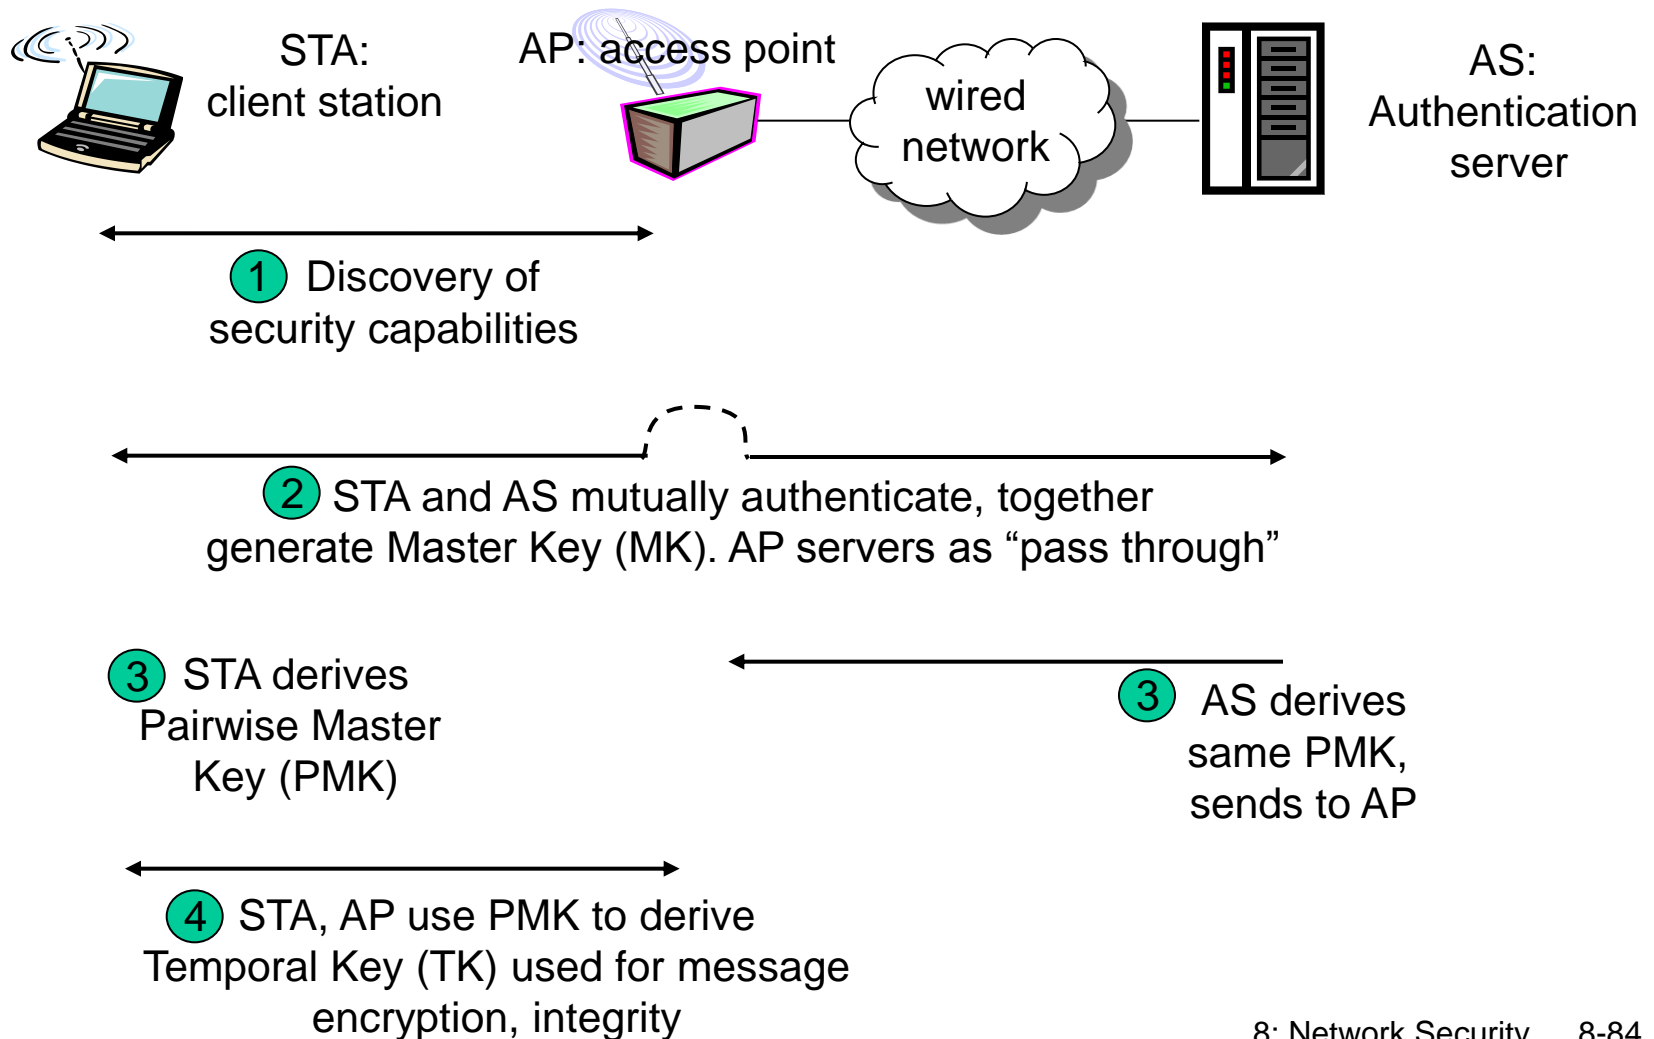 STA:
client station
AP: access point
wired
network
AS:
Authentication
server
1 Discovery of
security capabilities
2 STA and AS mutually authenticate, together
generate Master Key (MK). AP servers as “pass through”
3 STA derives
Pairwise Master
Key (PMK)
3 AS derives
same PMK,
sends to AP
4 STA, AP use PMK to derive
Temporal Key (TK) used for message
encryption, integrity
8: Network Security 8-84